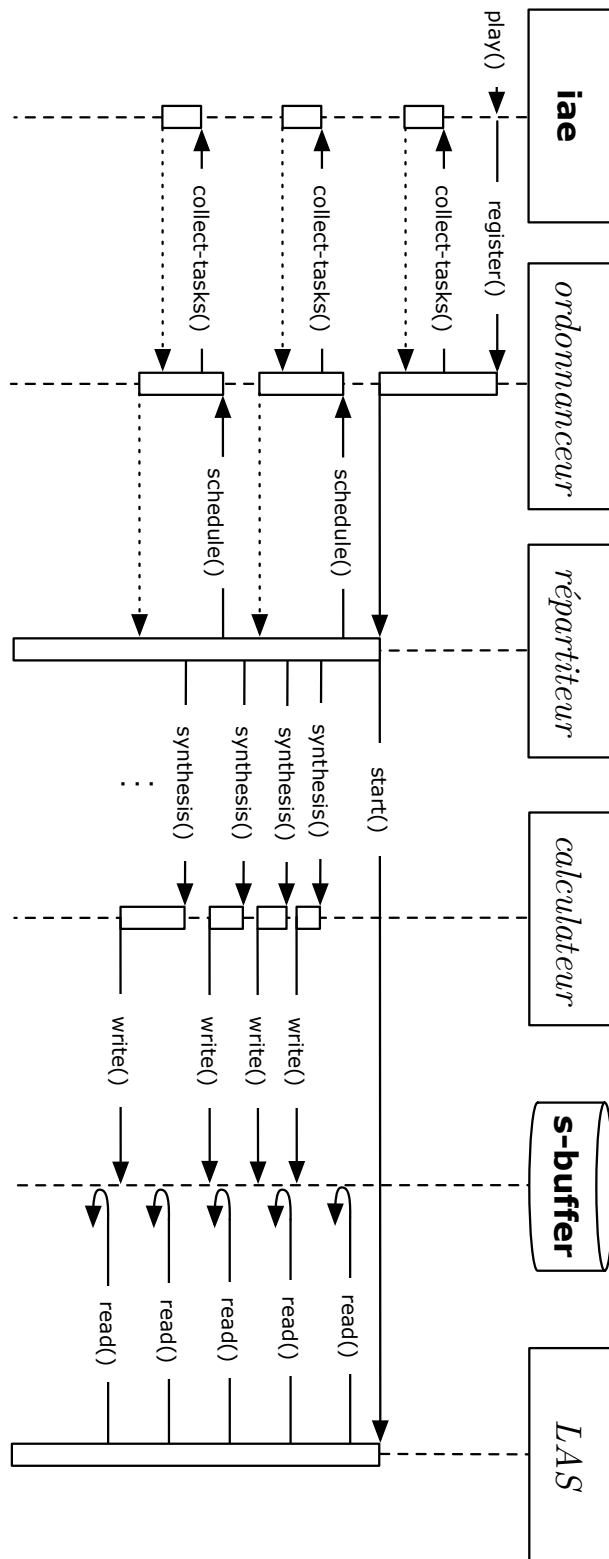 iae
ordonnanceur
répartiteur
calculateur
s-buffer
LAS
play()
register()
start()
collect-tasks()
schedule()
read()
synthesis()
write()
collect-tasks()
synthesis()
write()
read()
schedule()
synthesis()
write()
read()
collect-tasks()
synthesis()
write()
read()
...
read()